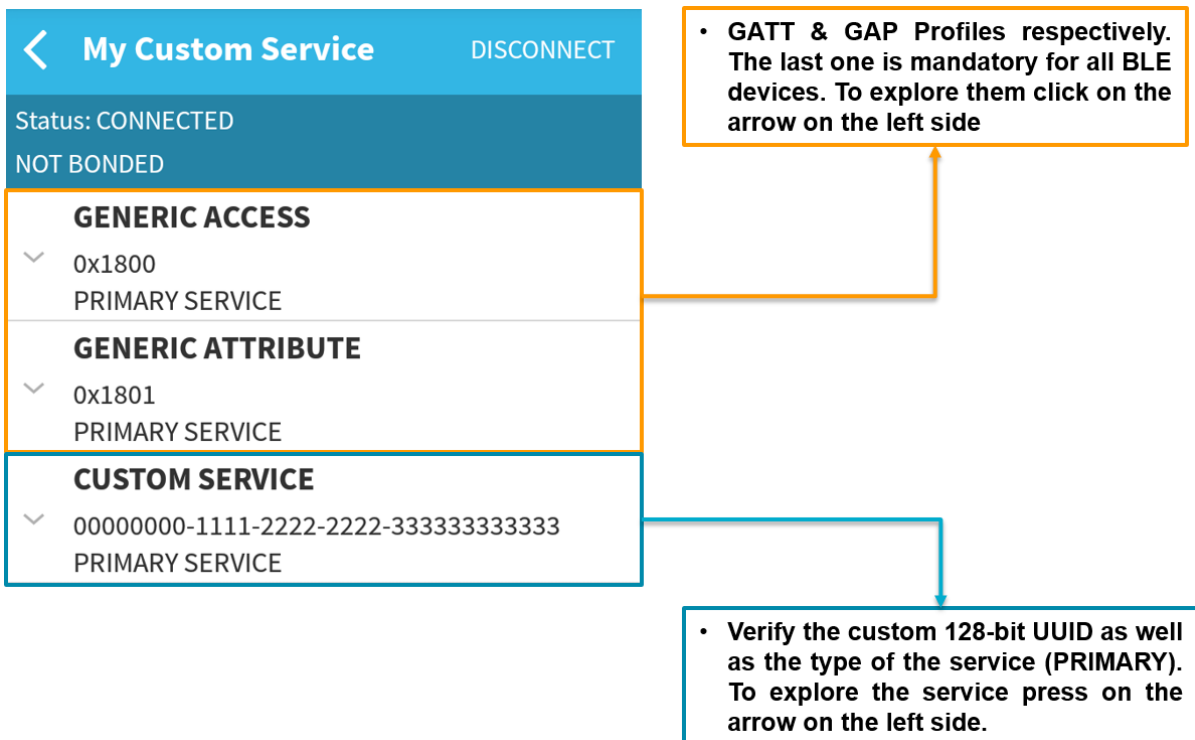 My Custom Service
DISCONNECT
Status: CONNECTED
NOT BONDED
GENERIC ACCESS
0x1800
PRIMARY SERVICE
GENERIC ATTRIBUTE
0x1801
PRIMARY SERVICE
CUSTOM SERVICE
00000000-1111-2222-2222-333333333333
PRIMARY SERVICE
• GATT & GAP Profiles respectively.
The last one is mandatory for all BLE
devices. To explore them click on the
arrow on the left side
• Verify the custom 128-bit UUID as well
as the type of the service (PRIMARY).
To explore the service press on the
arrow on the left side.